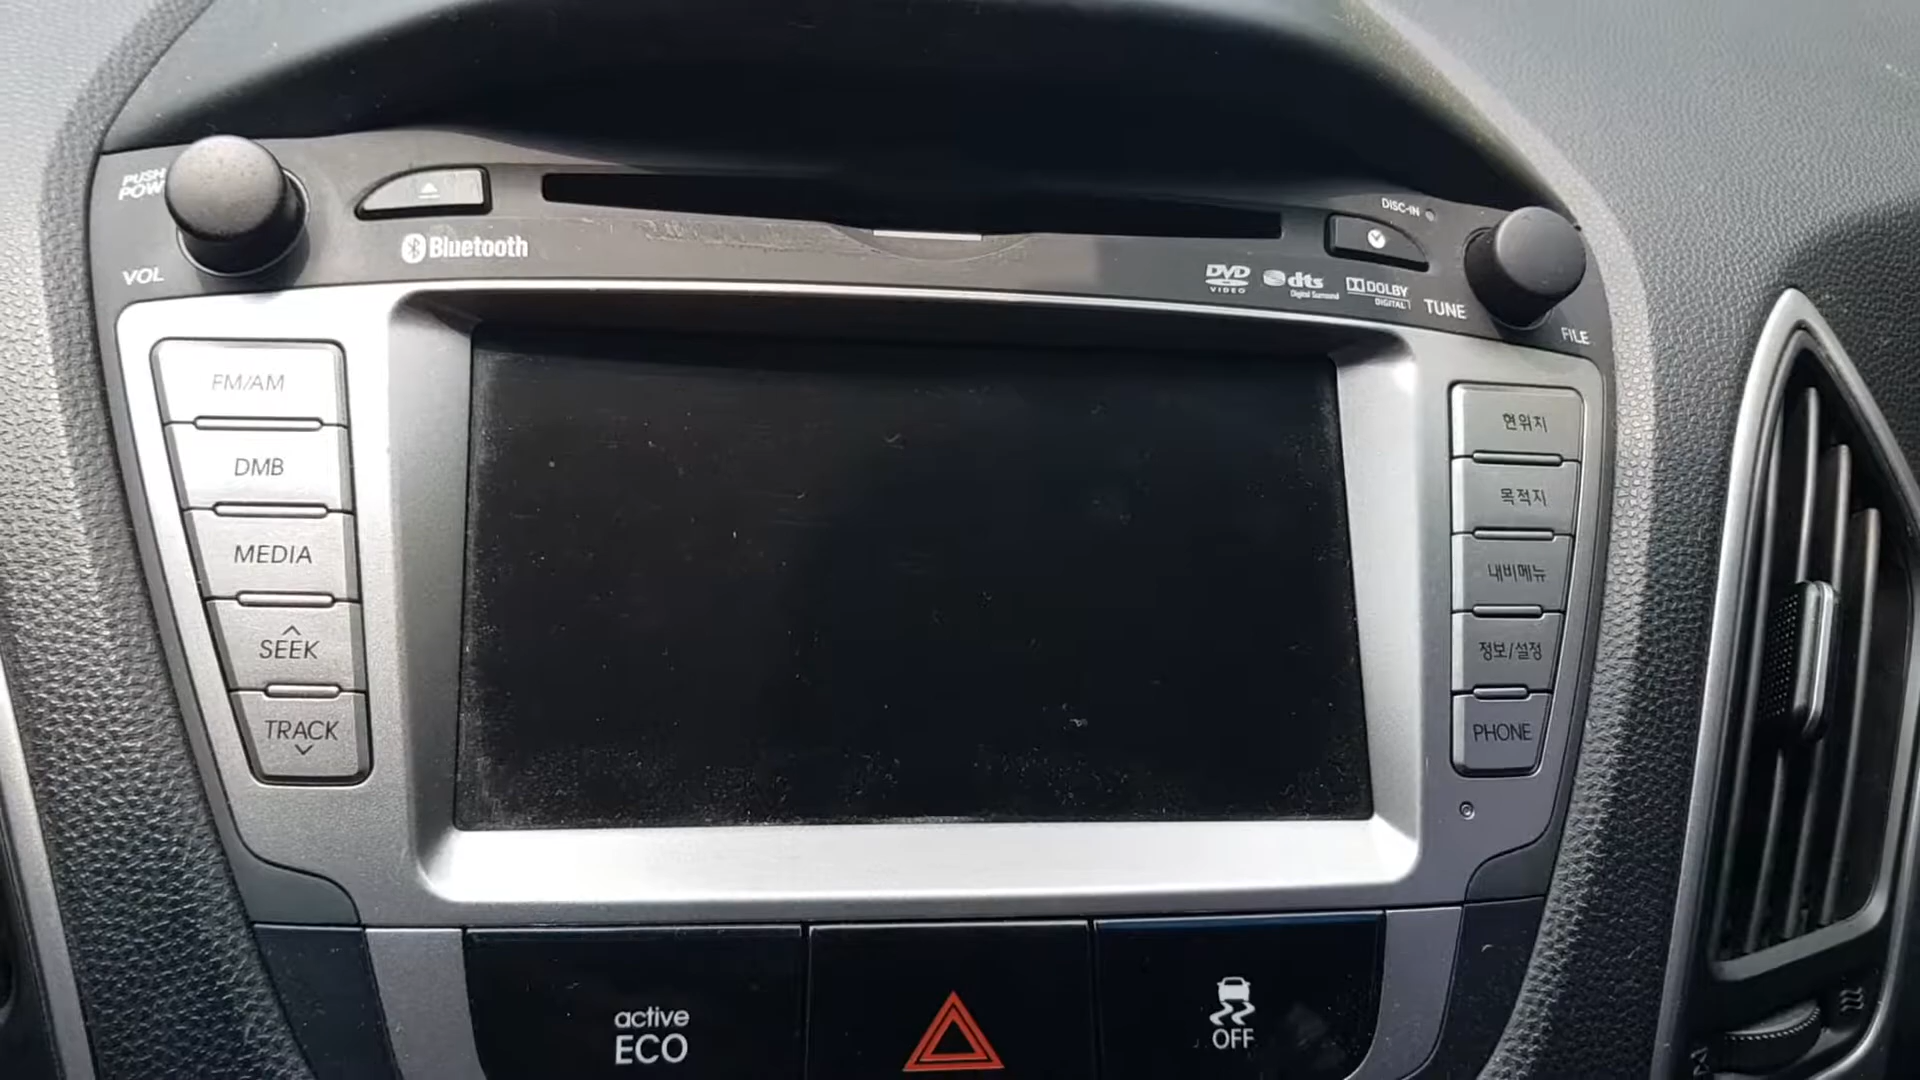 PUSH
POW
VOL
Bluetooth
DISC-IN
DVD
VIDEO
dts
Digital Surround
DOLBY
DIGITAL
TUNE
FILE
FM/AM
DMB
MEDIA
SEEK
TRACK
현위치
목적지
내비메뉴
정보/설정
PHONE
active
ECO
OFF